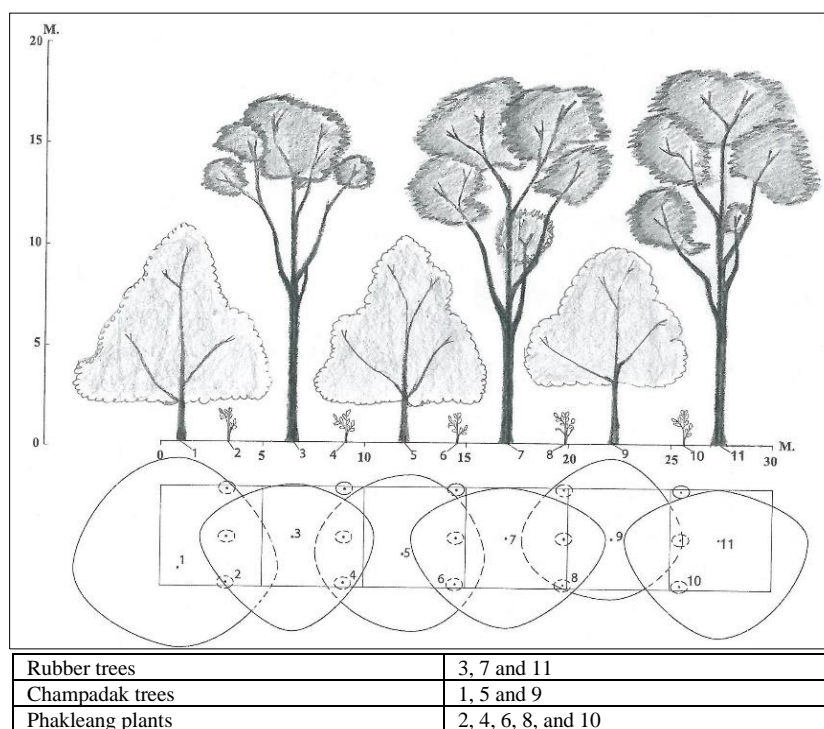 M.
20
15
10
5
0
0 1 2 5 3 4 10 5 6 15 7 8 20 9 25 10 11 30 M.
1 2 3 4 5 6 7 8 9 10 11
Rubber trees 3, 7 and 11
Champadak trees 1, 5 and 9
Phakleang plants 2, 4, 6, 8, and 10